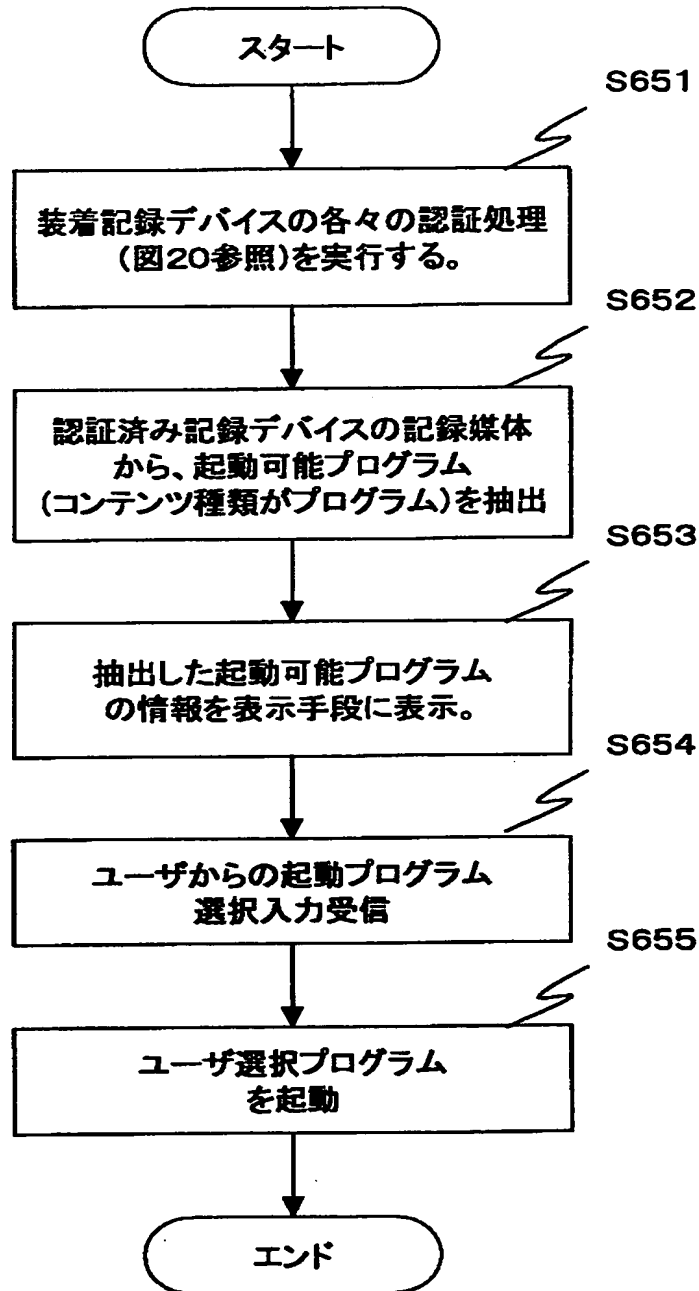 スタート
S651
装着記録デバイスの各々の認証処理
(図20参照)を実行する。
S652
認証済み記録デバイスの記録媒体
から、起動可能プログラム
(コンテンツ種類がプログラム)を抽出
S653
抽出した起動可能プログラム
の情報を表示手段に表示。
S654
ユーザからの起動プログラム
選択入力受信
S655
ユーザ選択プログラム
を起動
エンド